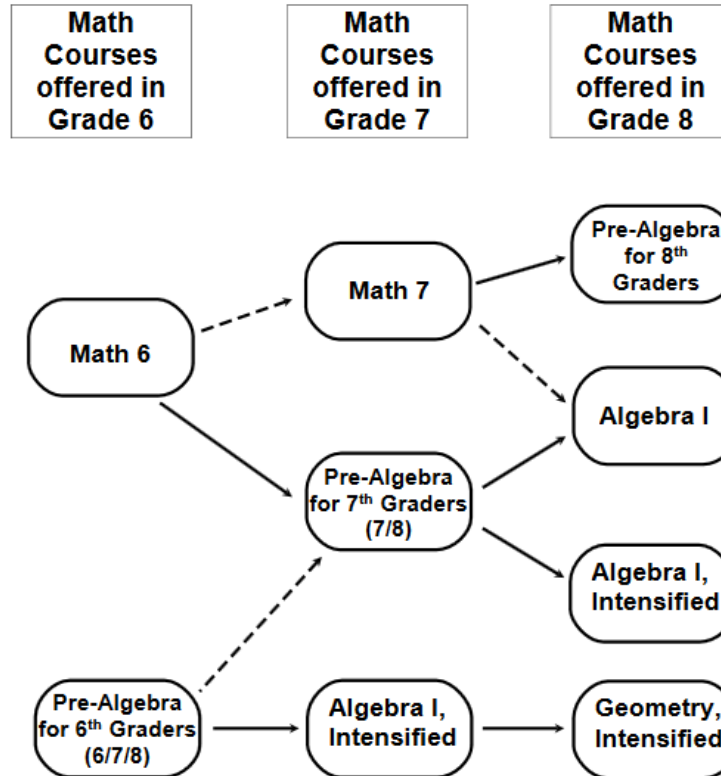 Math
Courses
offered in
Grade 6
Math
Courses
offered in
Grade 7
Math
Courses
offered in
Grade 8
Math 6
Math 7
Pre-Algebra
for 8th
Graders
Algebra I
Pre-Algebra
for 7th Graders
(7/8)
Algebra I,
Intensified
Pre-Algebra
for 6th Graders
(6/7/8)
Algebra I,
Intensified
Geometry,
Intensified